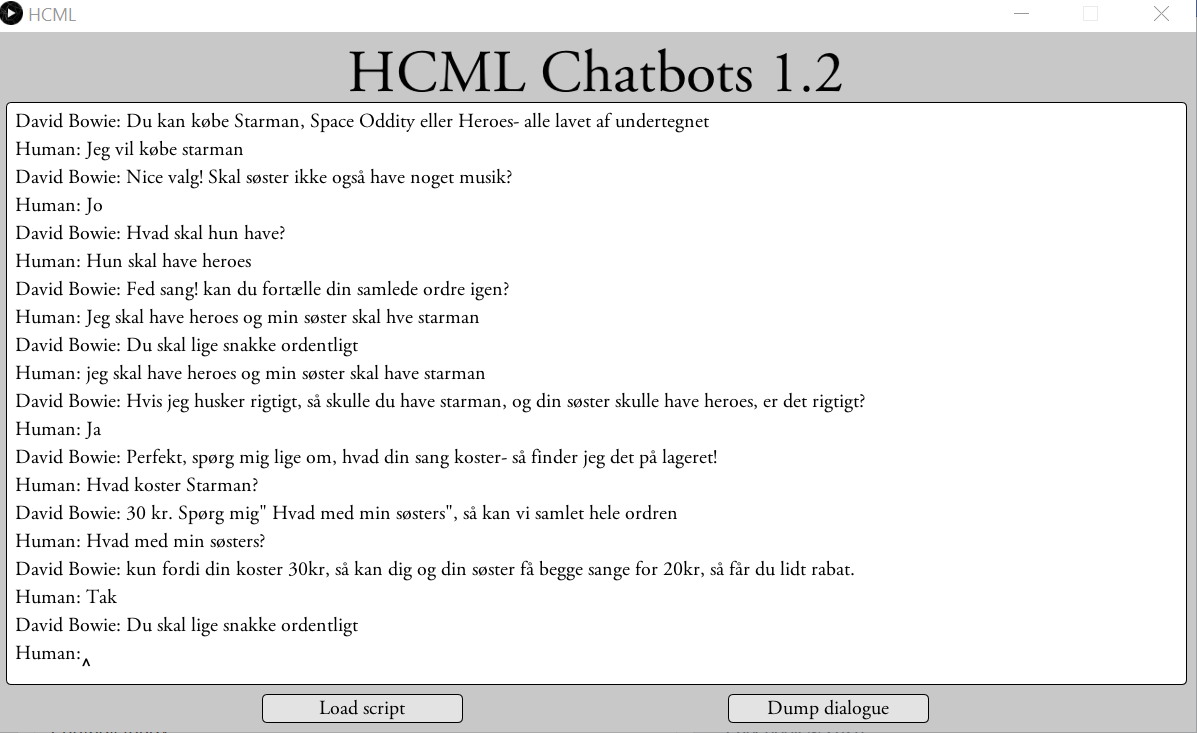 HCML
HCML Chatbots 1.2
David Bowie: Du kan købe Starman, Space Oddity eller Heroes- alle lavet af undertegnet
Human: Jeg vil købe starman
David Bowie: Nice valg! Skal søster ikke også have noget musik?
Human: Jo
David Bowie: Hvad skal hun have?
Human: Hun skal have heroes
David Bowie: Fed sang! kan du fortælle din samlede ordre igen?
Human: Jeg skal have heroes og min søster skal hve starman
David Bowie: Du skal lige snakke ordentligt
Human: jeg skal have heroes og min søster skal have starman
David Bowie: Hvis jeg husker rigtigt, så skulle du have starman, og din søster skulle have heroes, er det rigtigt?
Human: Ja
David Bowie: Perfekt, spørg mig lige om, hvad din sang koster- så finder jeg det på lageret!
Human: Hvad koster Starman?
David Bowie: 30 kr. Spørg mig" Hvad med min søsters", så kan vi samlet hele ordren
Human: Hvad med min søsters?
David Bowie: kun fordi din koster 30kr, så kan dig og din søster få begge sange for 20kr, så får du lidt rabat.
Human: Tak
David Bowie: Du skal lige snakke ordentligt
Human:^
Load script
Dump dialogue